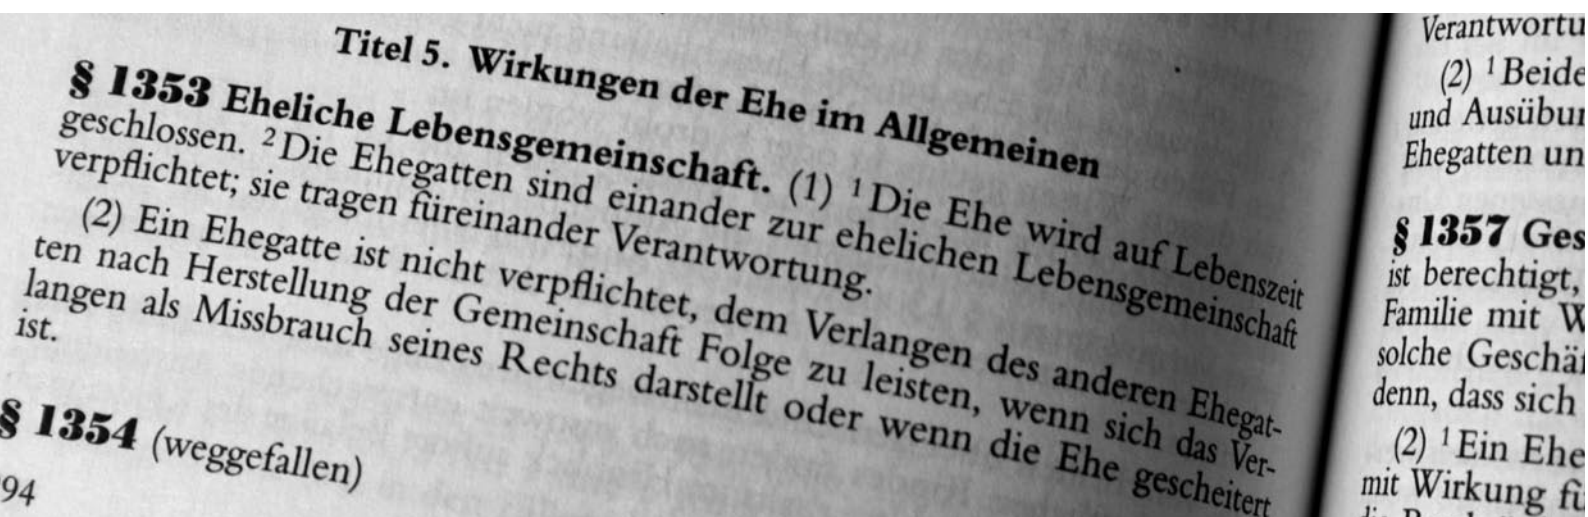 Titel 5. Wirkungen der Ehe im Allgemeinen
§ 1353 Eheliche Lebensgemeinschaft. (1) ¹Die Ehe wird auf Lebenszeit
geschlossen. ²Die Ehegatten sind einander zur ehelichen Lebensgemeinschaft
verpflichtet; sie tragen füreinander Verantwortung.
(2) Ein Ehegatte ist nicht verpflichtet, dem Verlangen des anderen Ehegat-
ten nach Herstellung der Gemeinschaft Folge zu leisten, wenn sich das Ver-
langen als Missbrauch seines Rechts darstellt oder wenn die Ehe gescheitert
ist.
§ 1354 (weggefallen)
94
Verantwortu
(2) ¹Beide
und Ausübu
Ehegatten un
§ 1357 Ges
ist berechtigt,
Familie mit W
solche Geschä
denn, dass sich
(2) ¹Ein Ehe
mit Wirkung fü